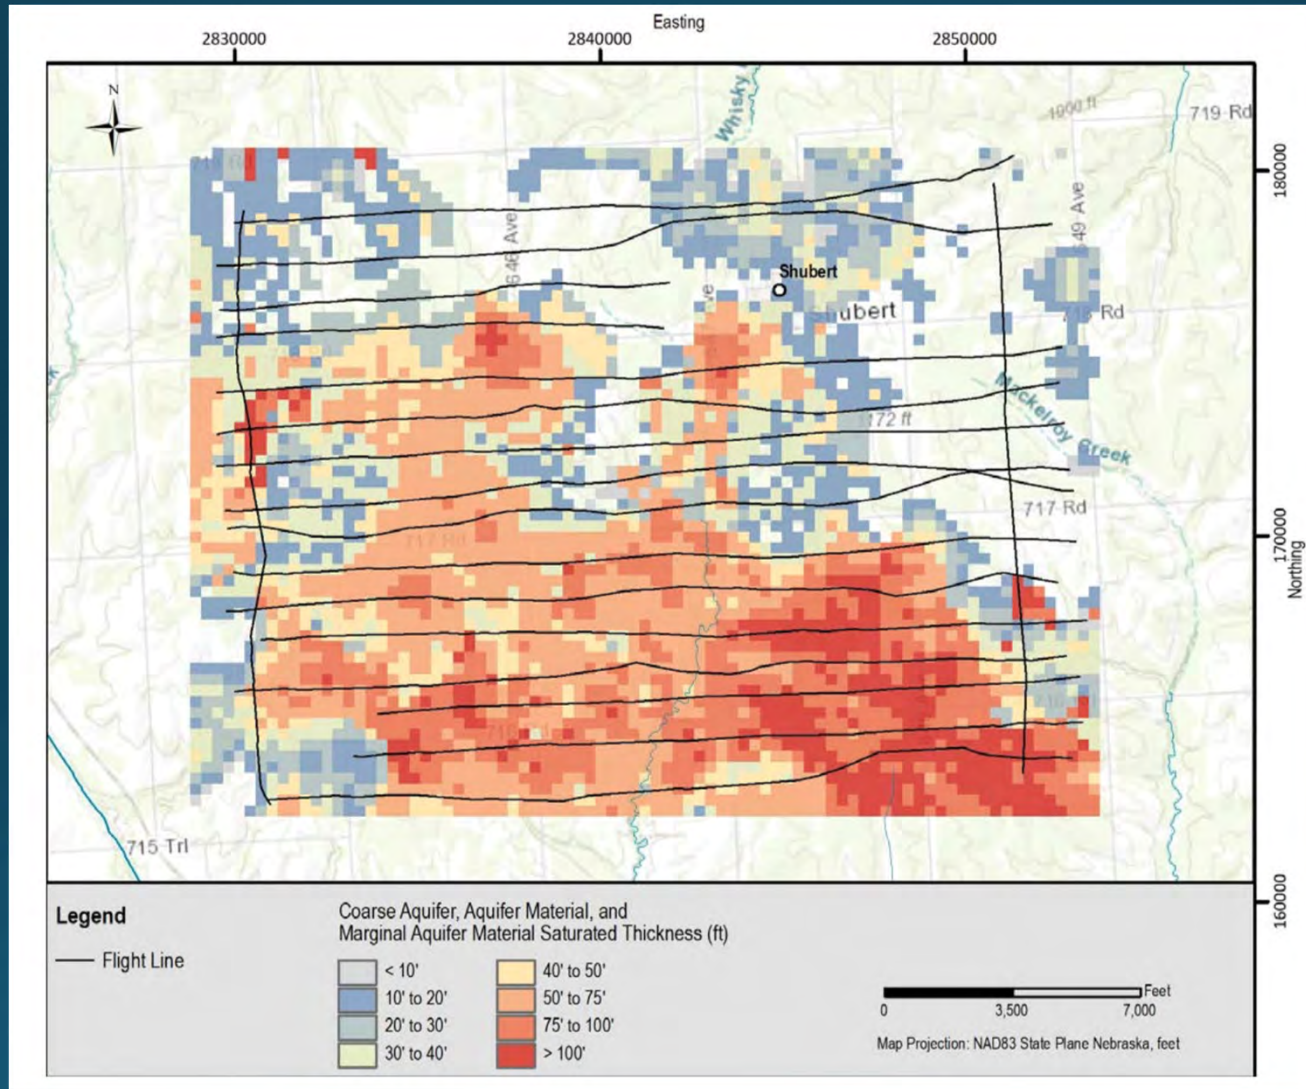 Easting
2830000
2840000
2850000
N
Whisky
1000 ft
719 Rd
180000
646 Ave
49 Ave
Shubert
ve
Shubert
Rd
Mackelby Creek
172 ft
717 Rd
717 Rd
170000
Northing
715 Trl
160000
Legend
Flight Line
Coarse Aquifer, Aquifer Material, and
Marginal Aquifer Material Saturated Thickness (ft)
< 10'
10' to 20'
20' to 30'
30' to 40'
40' to 50'
50' to 75'
75' to 100'
> 100'
Feet
0
3,500
7,000
Map Projection: NAD83 State Plane Nebraska, feet